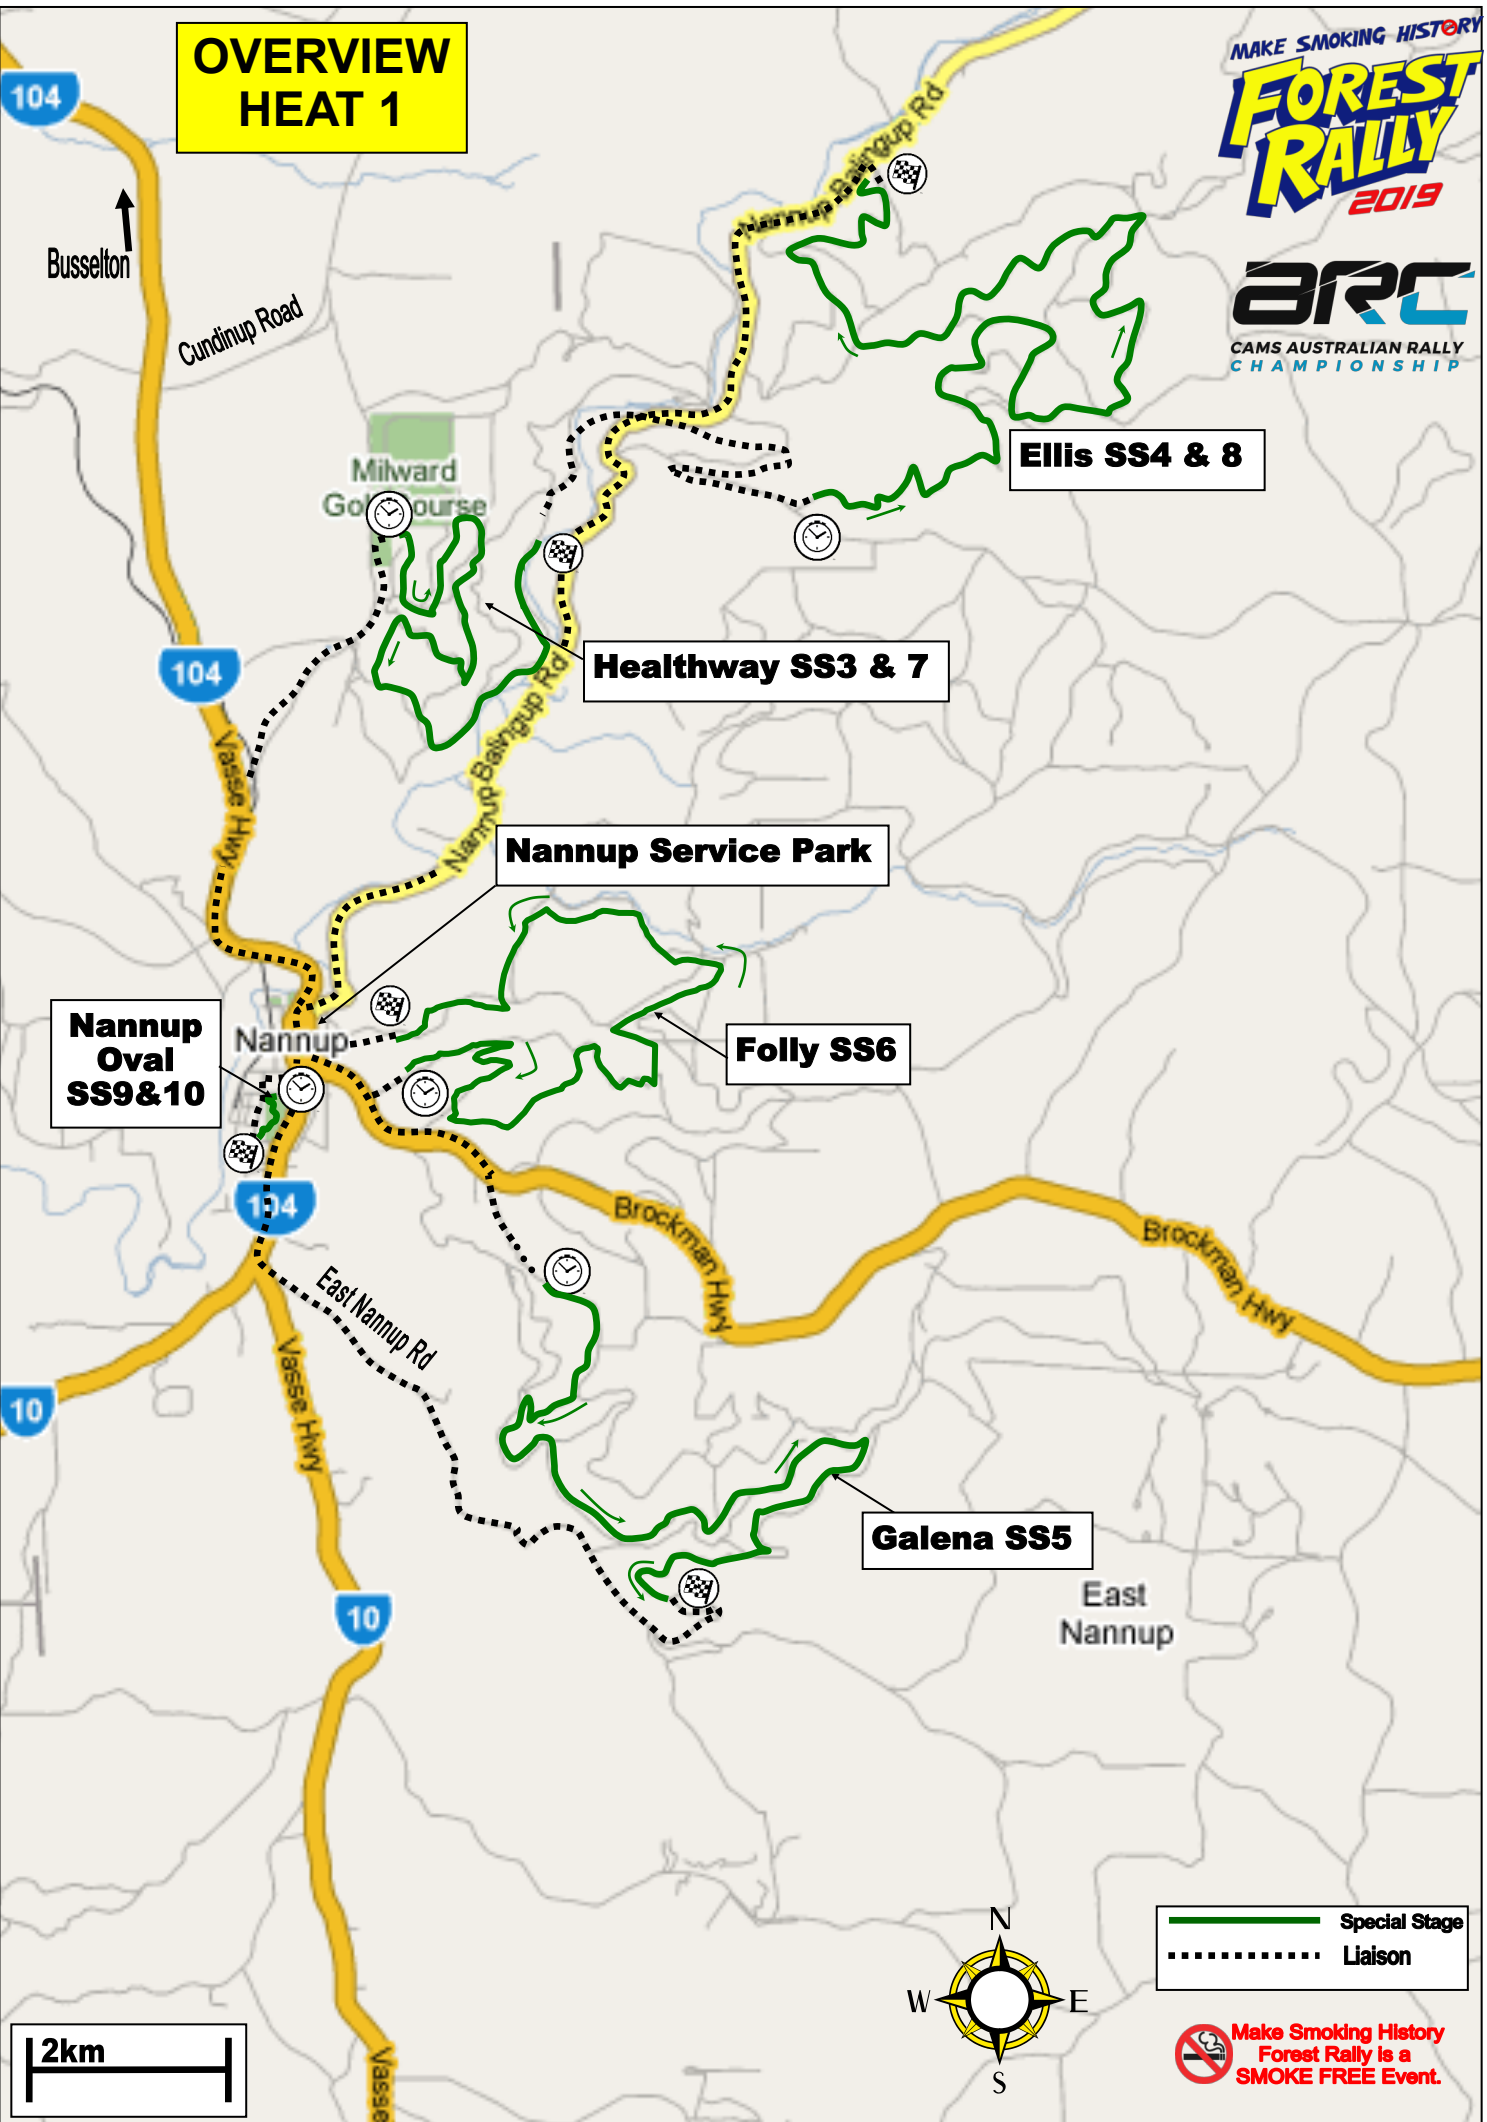 OVERVIEW
HEAT 1
MAKE SMOKING HISTORY
FOREST
RALLY
2019
ARC
CAMS AUSTRALIAN RALLY
CHAMPIONSHIP
104
Busselton
Cundinup Road
Nannup Balingup Rd
Milward
Golf Course
Ellis SS4 & 8
Healthway SS3 & 7
104
Vasse Hwy
Nannup Balingup Rd
Nannup Service Park
Nannup
Oval
SS9&10
Nannup
Folly SS6
104
Brockman Hwy
Brockman Hwy
East Nannup Rd
10
Vasse Hwy
Galena SS5
East
Nannup
10
N
W
E
S
Special Stage
Liaison
2km
Vasse
Make Smoking History
Forest Rally is a
SMOKE FREE Event.